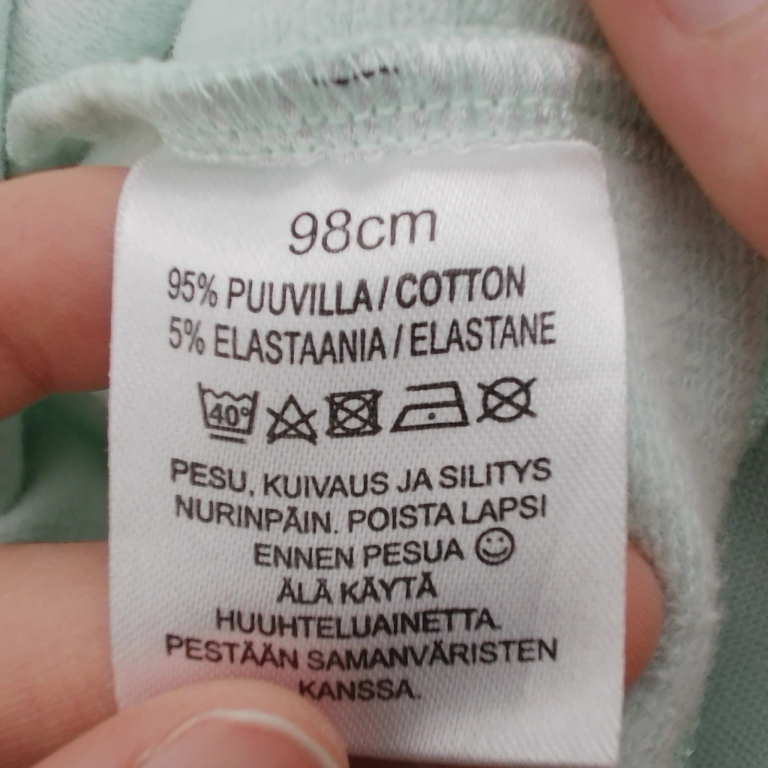 98cm
95% PUUVILLA / COTTON
5% ELASTAANIA / ELASTANE
40°
PESU, KUIVAUS JA SILITYS
NURINPÄIN. POISTA LAPSI
ENNEN PESUA ☺
ÄLÄ KÄYTÄ
HUUHTELUAINETTA.
PESTÄÄN SAMANVÄRISTEN
KANSSA.